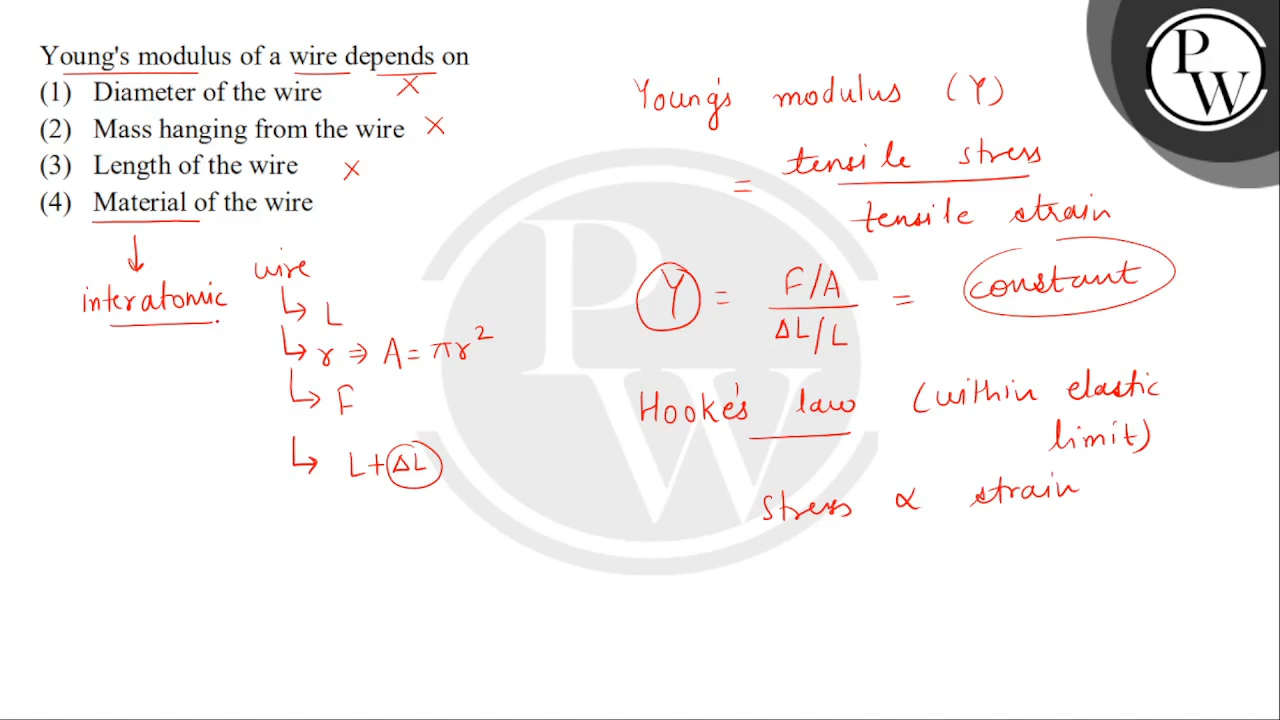 Young's modulus of a wire depends on
(1) Diameter of the wire ×
(2) Mass hanging from the wire ×
(3) Length of the wire ×
(4) Material of the wire
↓
interatomic
wire
↳ L
↳ r ⇒ A = πr²
↳ F
↳ L+ΔL
Young's modulus (Y)
= tensile stress
tensile strain
Y = F/A = constant
ΔL/L
Hooke's law (within elastic
limit)
stress ∝ strain
PW
PW